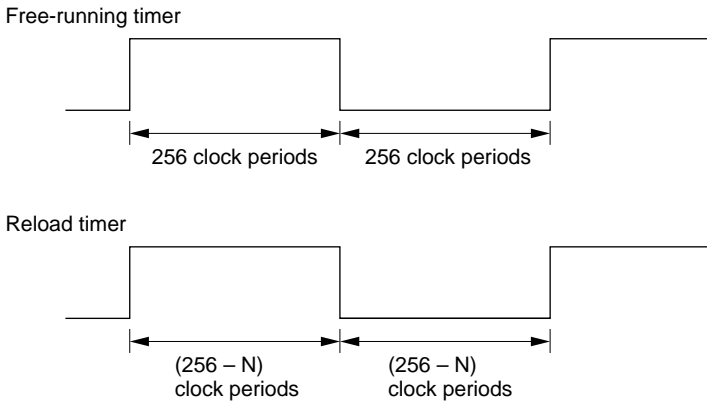 Free-running timer
256 clock periods
256 clock periods
Reload timer
(256 – N)
clock periods
(256 – N)
clock periods